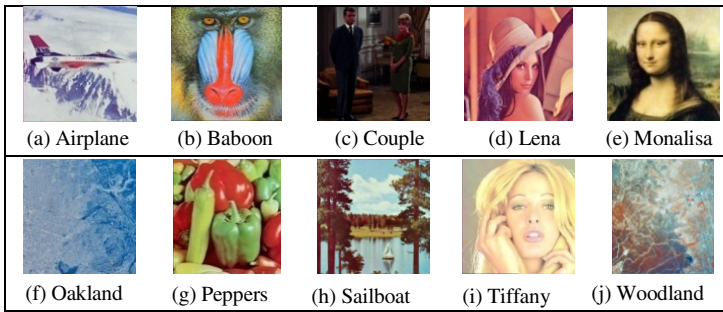 (a) Airplane (b) Baboon (c) Couple (d) Lena (e) Monalisa
(f) Oakland (g) Peppers (h) Sailboat (i) Tiffany (j) Woodland